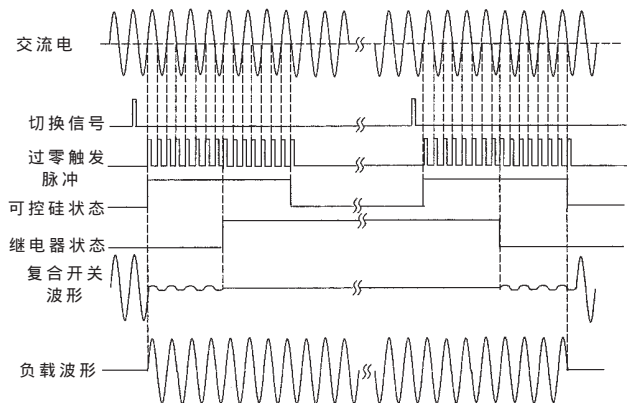 交流电
切换信号
过零触发
脉冲
可控硅状态
继电器状态
复合开关
波形
负载波形